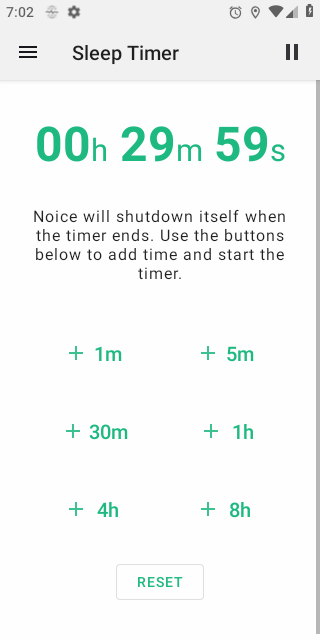 7:02
Sleep Timer
00h 29m 59s
Noice will shutdown itself when
the timer ends. Use the buttons
below to add time and start the
timer.
+ 1m + 5m
+ 30m + 1h
+ 4h + 8h
RESET